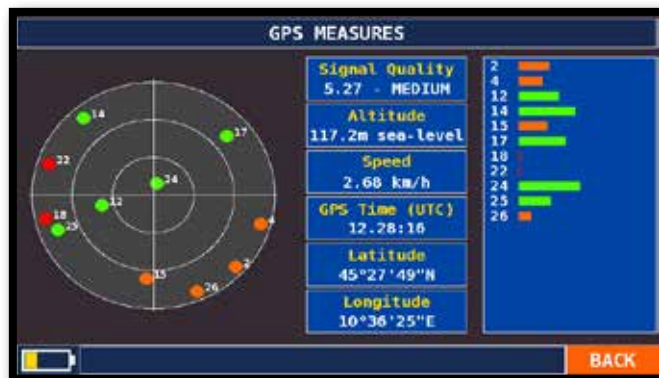 GPS MEASURES
14
17
22
24
12
18
25
4
2
15
26
Signal Quality
5.27 - MEDIUM
Altitude
117.2m sea-level
Speed
2.68 km/h
GPS Time (UTC)
12.28:16
Latitude
45°27'49"N
Longitude
10°36'25"E
2
4
12
14
15
17
18
22
24
25
26
BACK